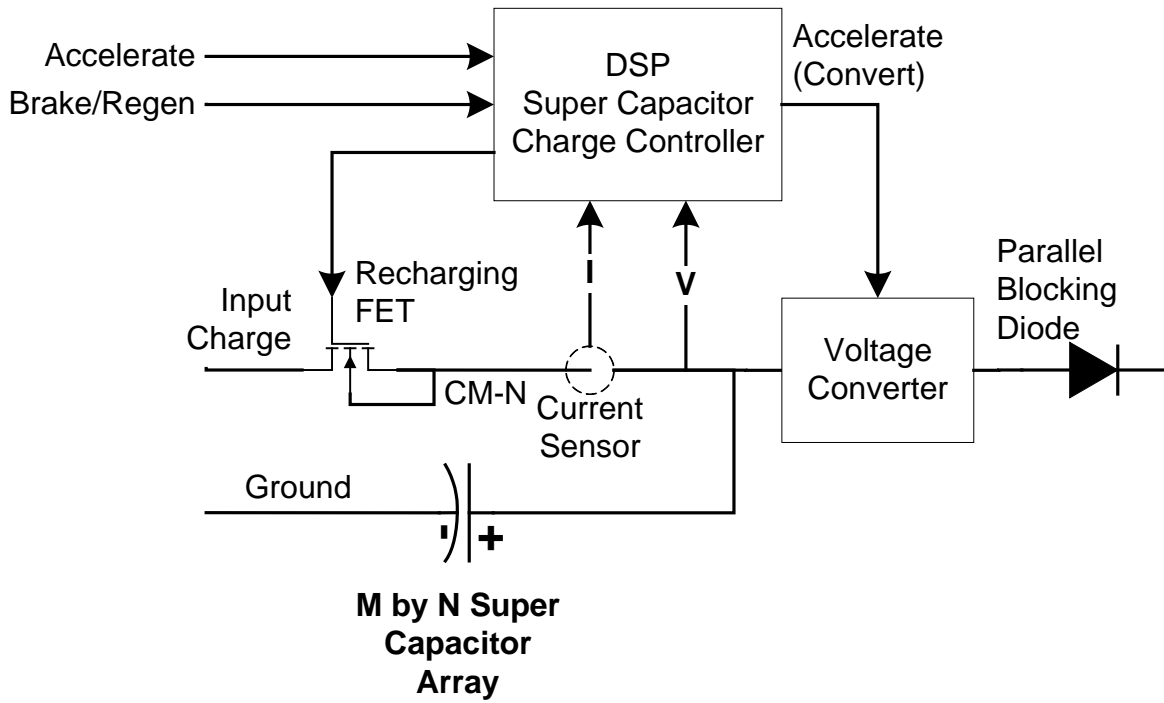 Accelerate
Brake/Regen
DSP
Super Capacitor
Charge Controller
Accelerate
(Convert)
Recharging
FET
Input
Charge
I
V
Parallel
Blocking
Diode
Voltage
Converter
CM-N
Current
Sensor
Ground
- +
M by N Super
Capacitor
Array